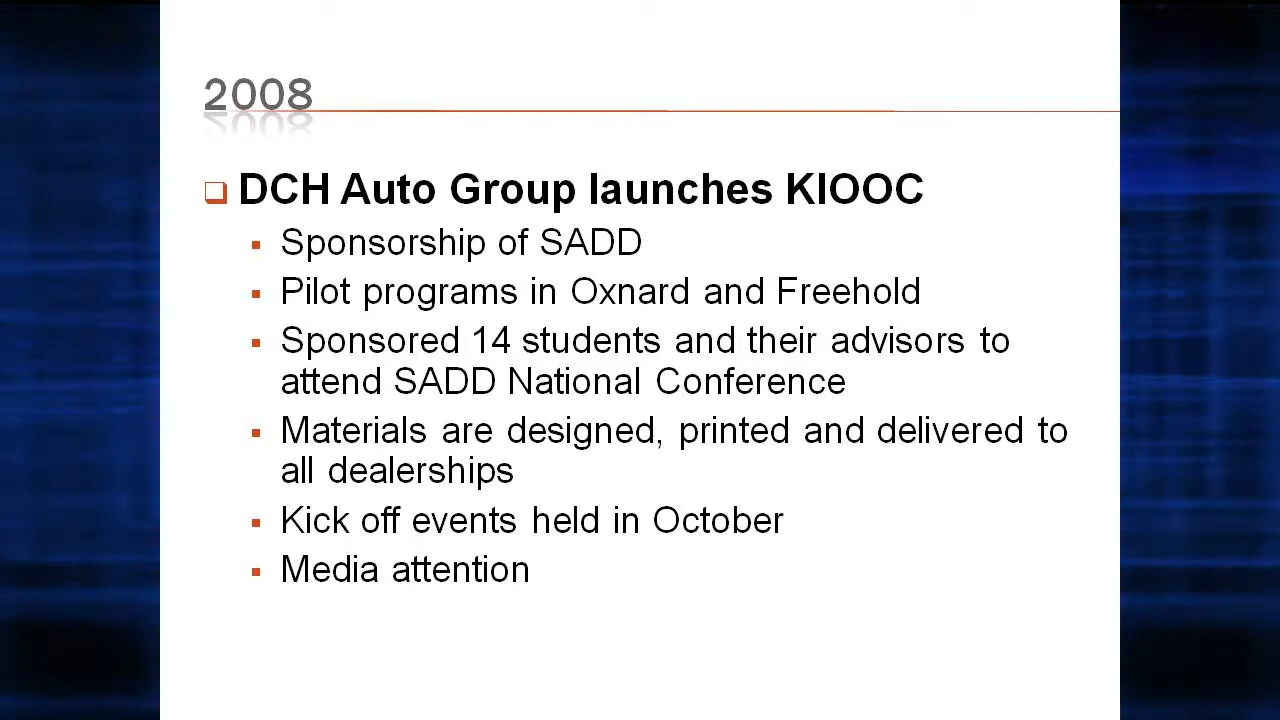 2008
DCH Auto Group launches KIOOC
Sponsorship of SADD
Pilot programs in Oxnard and Freehold
Sponsored 14 students and their advisors to
attend SADD National Conference
Materials are designed, printed and delivered to
all dealerships
Kick off events held in October
Media attention